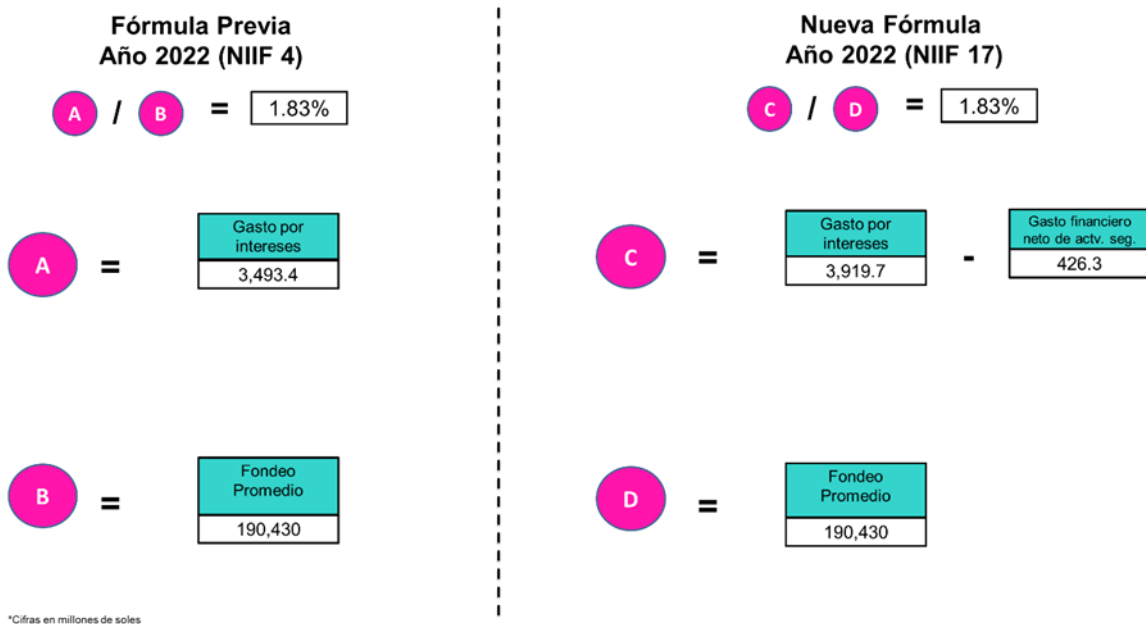 Fórmula Previa
Año 2022 (NIIF 4)
A / B = 1.83%
A =
Gasto por
intereses
3,493.4
B =
Fondeo
Promedio
190,430
Nueva Fórmula
Año 2022 (NIIF 17)
C / D = 1.83%
C =
Gasto por
intereses
3,919.7
-
Gasto financiero
neto de actv. seg.
426.3
D =
Fondeo
Promedio
190,430
*Cifras en millones de soles